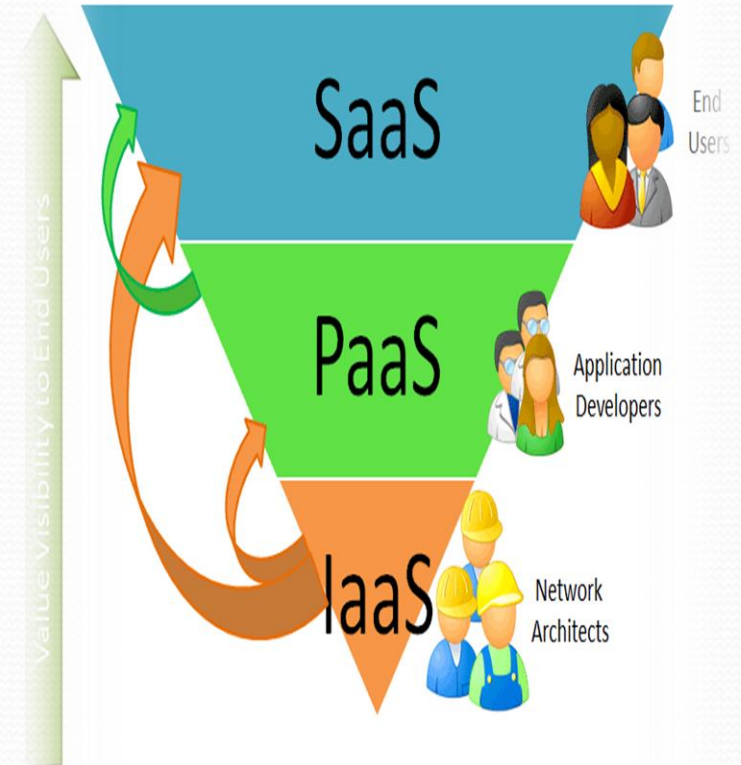 SaaS
End
Users
PaaS
Application
Developers
IaaS
Network
Architects
Value Visibility to End Users